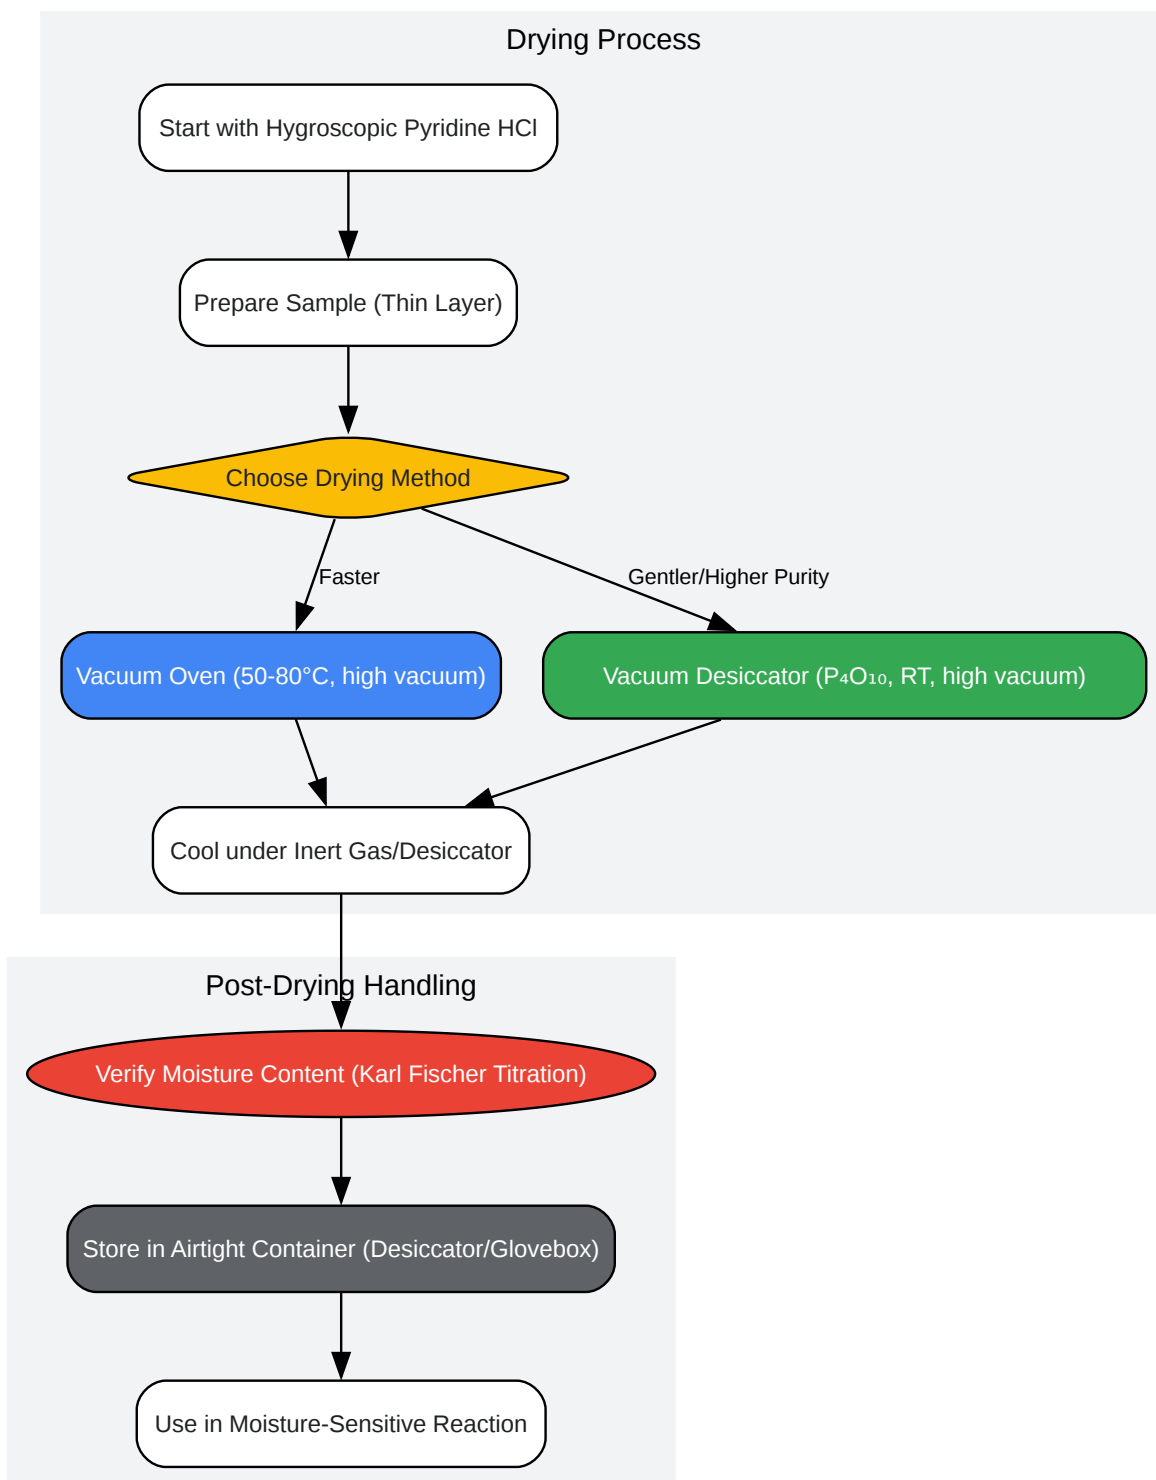 Drying Process
Start with Hygroscopic Pyridine HCl
Prepare Sample (Thin Layer)
Choose Drying Method
Faster
Gentler/Higher Purity
Vacuum Oven (50-80°C, high vacuum)
Vacuum Desiccator (P₄O₁₀, RT, high vacuum)
Cool under Inert Gas/Desiccator
Post-Drying Handling
Verify Moisture Content (Karl Fischer Titration)
Store in Airtight Container (Desiccator/Glovebox)
Use in Moisture-Sensitive Reaction